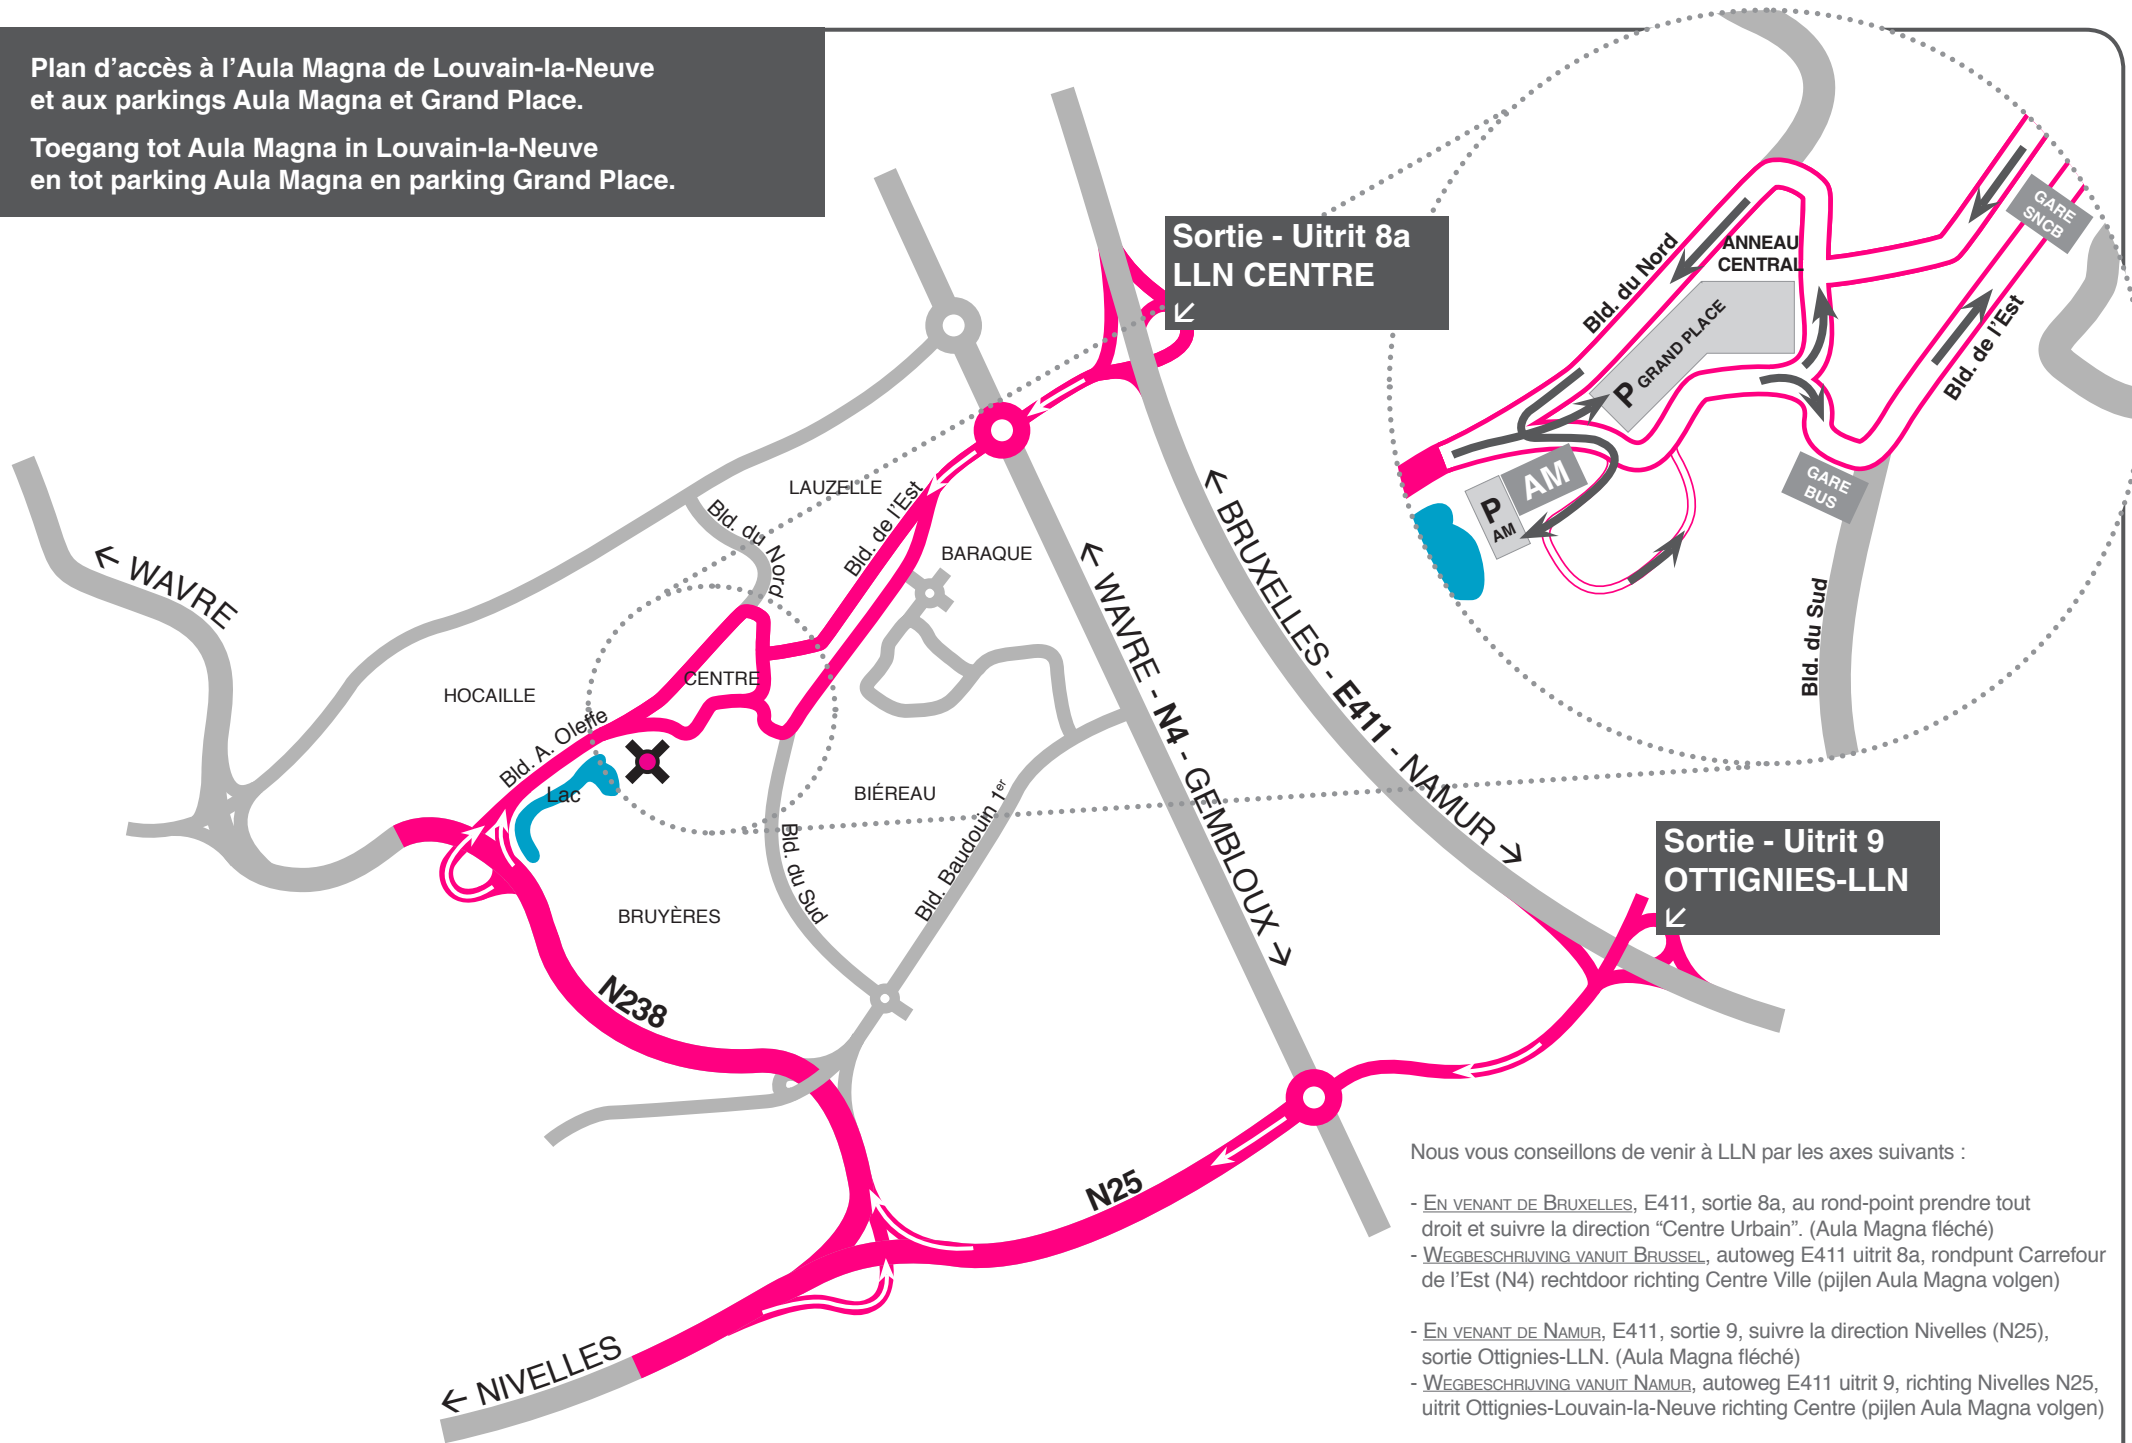 Plan d'accès à l'Aula Magna de Louvain-la-Neuve
et aux parkings Aula Magna et Grand Place.
Toegang tot Aula Magna in Louvain-la-Neuve
en tot parking Aula Magna en parking Grand Place.
Sortie - Uitrit 8a
LLN CENTRE
↙
GARE
SNCB
ANNEAU
CENTRAL
Bld. du Nord
P GRAND PLACE
Bld. de l'Est
AM
P
AM
GARE
BUS
Bld. du Sud
LAUZELLE
Bld. du Nord
Bld. de l'Est
BARAQUE
← WAVRE
← BRUXELLES - E411 - NAMUR →
← WAVRE - N4 - GEMBLOUX →
HOCAILLE
CENTRE
Bld. A. Oleffe
Lac
BIÉREAU
Bld. du Sud
Bld. Baudouin 1er
BRUYÈRES
Sortie - Uitrit 9
OTTIGNIES-LLN
↙
N238
N25
← NIVELLES
Nous vous conseillons de venir à LLN par les axes suivants :
- EN VENANT DE BRUXELLES, E411, sortie 8a, au rond-point prendre tout
droit et suivre la direction “Centre Urbain”. (Aula Magna fléché)
- WEGBESCHRIJVING VANUIT BRUSSEL, autoweg E411 uitrit 8a, rondpunt Carrefour
de l'Est (N4) rechtdoor richting Centre Ville (pijlen Aula Magna volgen)
- EN VENANT DE NAMUR, E411, sortie 9, suivre la direction Nivelles (N25),
sortie Ottignies-LLN. (Aula Magna fléché)
- WEGBESCHRIJVING VANUIT NAMUR, autoweg E411 uitrit 9, richting Nivelles N25,
uitrit Ottignies-Louvain-la-Neuve richting Centre (pijlen Aula Magna volgen)